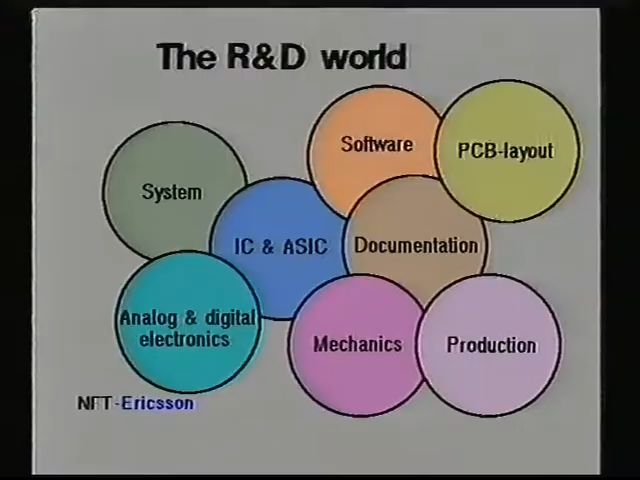 The R&D world
Software
PCB-layout
System
IC & ASIC
Documentation
Analog & digital
electronics
Mechanics
Production
NFT-Ericsson